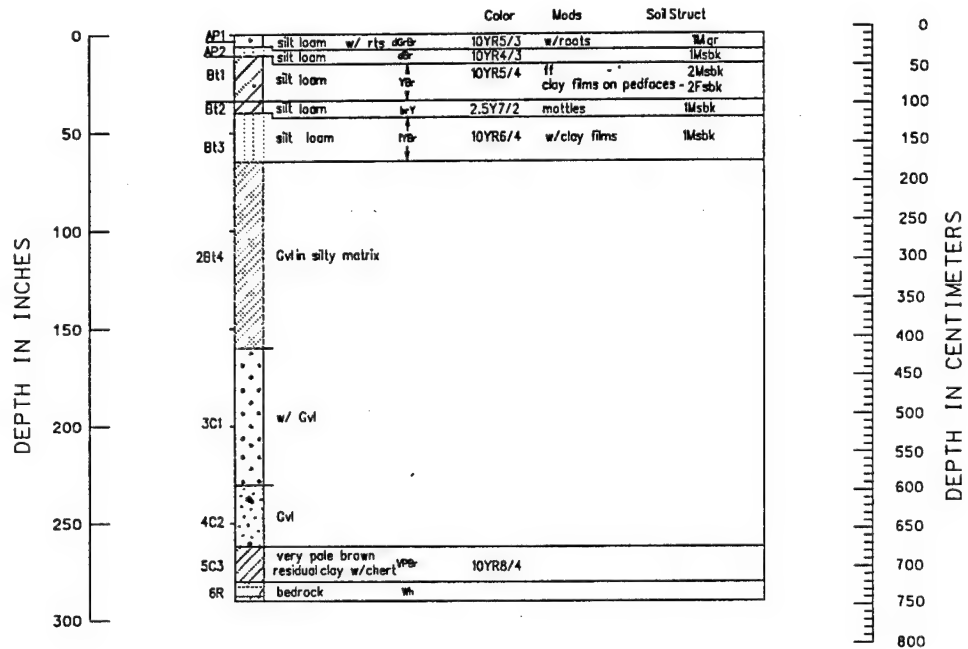 Color Mods Soil Struct
AP1 silt loam w/ rts dGrBr 10YR5/3 w/roots 1Mgr
AP2 silt loam dBr 10YR4/3 1Msbk
Bt1 silt loam YBr 10YR5/4 ff 2Msbk
clay films on pedfaces - 2Fsbk
Bt2 silt loam 2.5Y7/2 mottles 1Msbk
Bt3 silt loam lYBr 10YR6/4 w/clay films 1Msbk
2Bt4 Gvl in silty matrix
3C1 w/ Gvl
4C2 Gvl
5C3 very pale brown
residual clay w/chert VPBr 10YR8/4
6R bedrock Wh
DEPTH IN INCHES
0
50
100
150
200
250
300
DEPTH IN CENTIMETERS
0
50
100
150
200
250
300
350
400
450
500
550
600
650
700
750
800